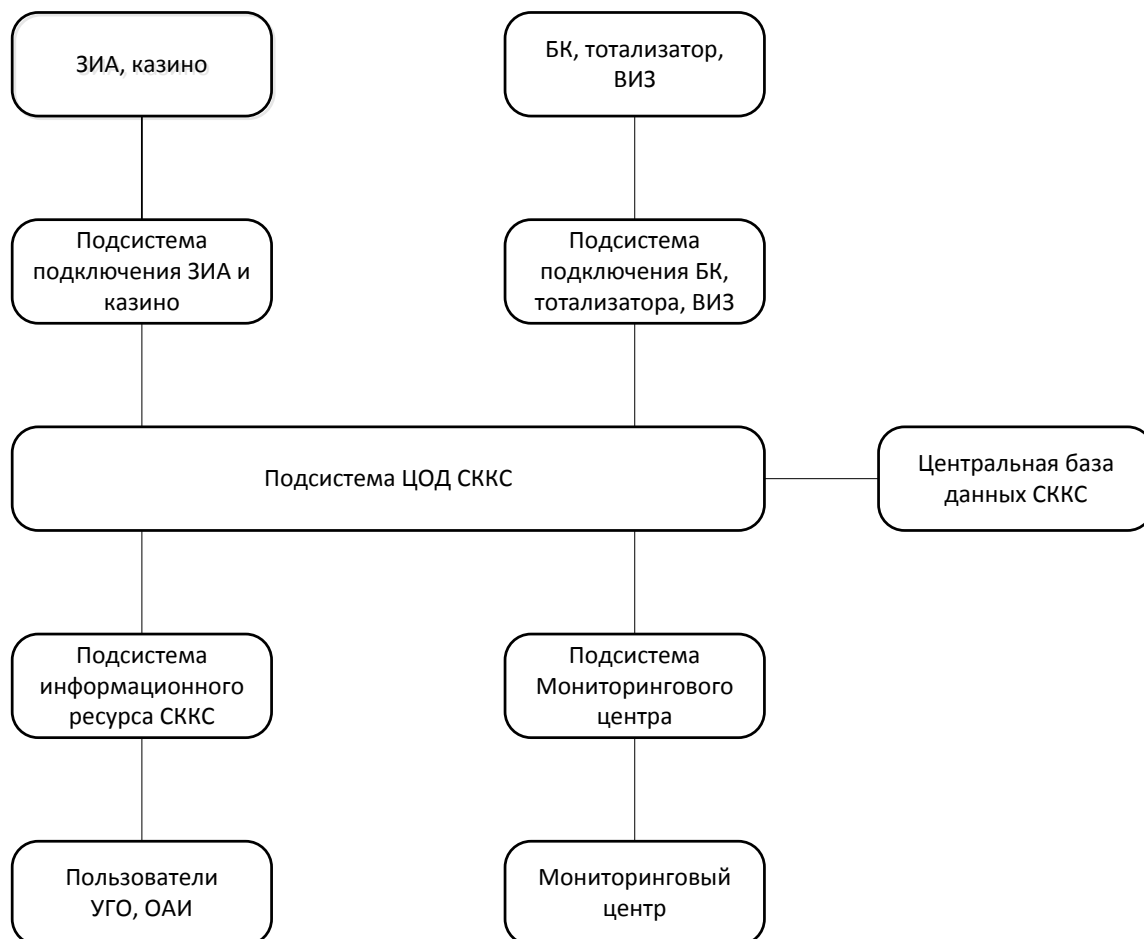 ЗИА, казино
БК, тотализатор,
ВИЗ
Подсистема
подключения ЗИА и
казино
Подсистема
подключения БК,
тотализатора, ВИЗ
Подсистема ЦОД СККС
Центральная база
данных СККС
Подсистема
информационного
ресурса СККС
Подсистема
Мониторингового
центра
Пользователи
УГО, ОАИ
Мониторинговый
центр